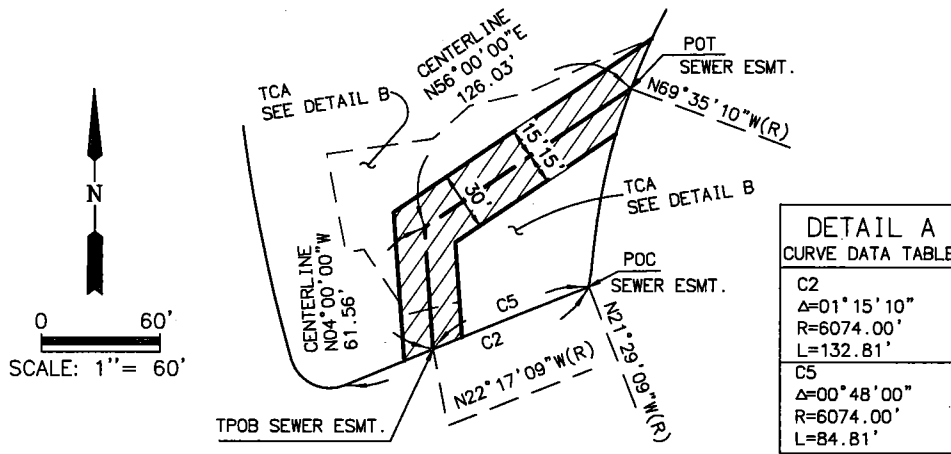 CENTERLINE
N56°00'00"E
126.03'
TCA
SEE DETAIL B
POT
SEWER ESMT.
N69°35'10"W(R)
N
15'
15'
30'
TCA
SEE DETAIL B
CENTERLINE
N04°00'00"W
61.56'
POC
SEWER ESMT.
C5
C2
N22°17'09"W(R)
N21°29'09"W(R)
0 60'
SCALE: 1''= 60'
TPOB SEWER ESMT.
DETAIL A
CURVE DATA TABLE
C2
Δ=01°15'10"
R=6074.00'
L=132.81'
C5
Δ=00°48'00"
R=6074.00'
L=84.81'